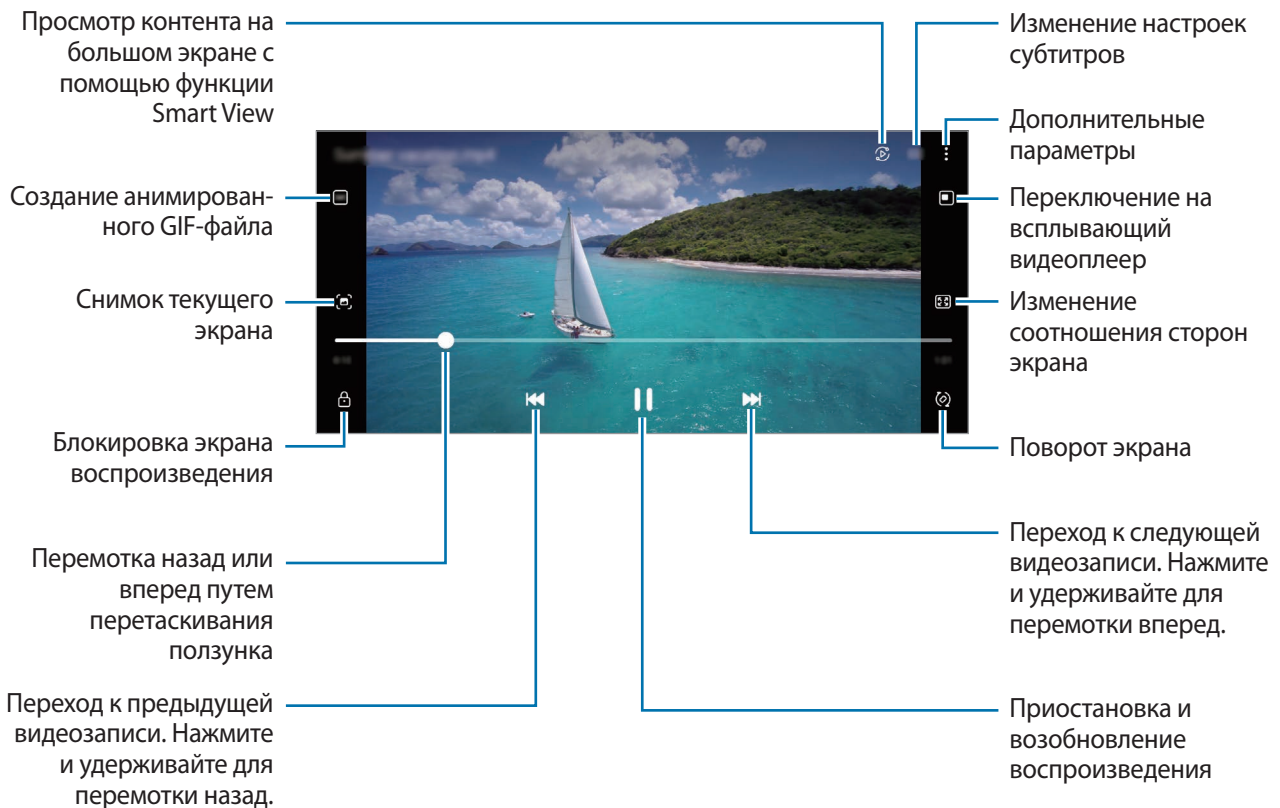 Просмотр контента на
большом экране с
помощью функции
Smart View
Создание анимирован-
ного GIF-файла
Снимок текущего
экрана
Блокировка экрана
воспроизведения
Перемотка назад или
вперед путем
перетаскивания
ползунка
Переход к предыдущей
видеозаписи. Нажмите
и удерживайте для
перемотки назад.
Изменение настроек
субтитров
Дополнительные
параметры
Переключение на
всплывающий
видеоплеер
Изменение
соотношения сторон
экрана
Поворот экрана
Переход к следующей
видеозаписи. Нажмите
и удерживайте для
перемотки вперед.
Приостановка и
возобновление
воспроизведения